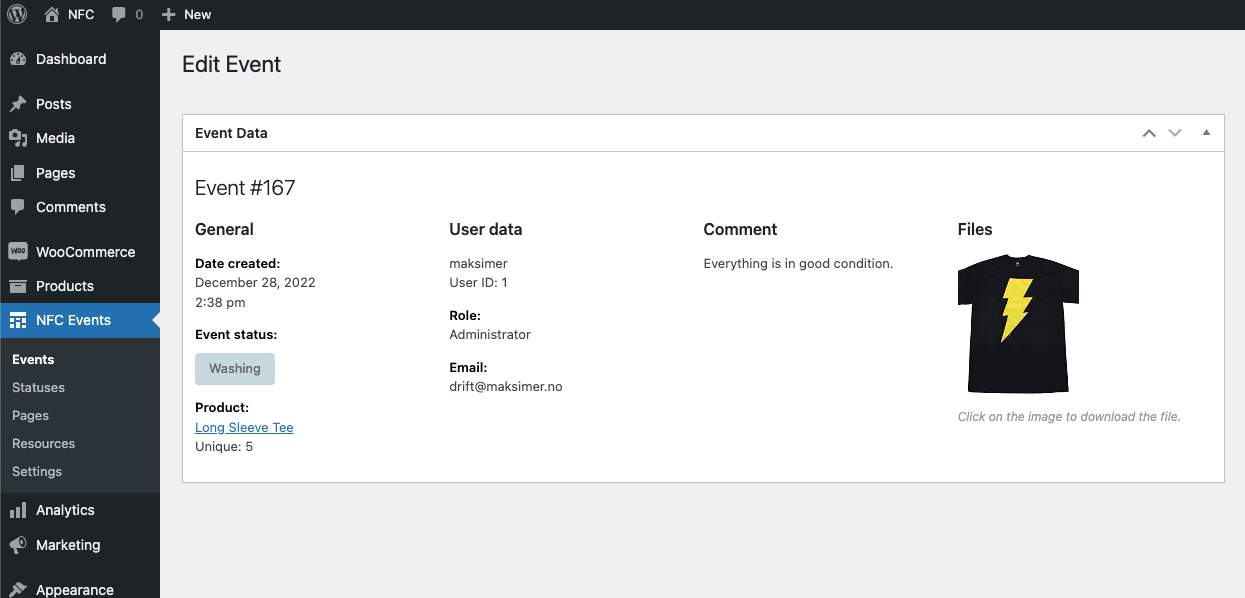 NFC
0
New
Dashboard
Posts
Media
Pages
Comments
Woo
WooCommerce
Products
NFC Events
Events
Statuses
Pages
Resources
Settings
Analytics
Marketing
Appearance
Edit Event
Event Data
Event #167
General
Date created:
December 28, 2022
2:38 pm
Event status:
Washing
Product:
Long Sleeve Tee
Unique: 5
User data
maksimer
User ID: 1
Role:
Administrator
Email:
drift@maksimer.no
Comment
Everything is in good condition.
Files
Click on the image to download the file.